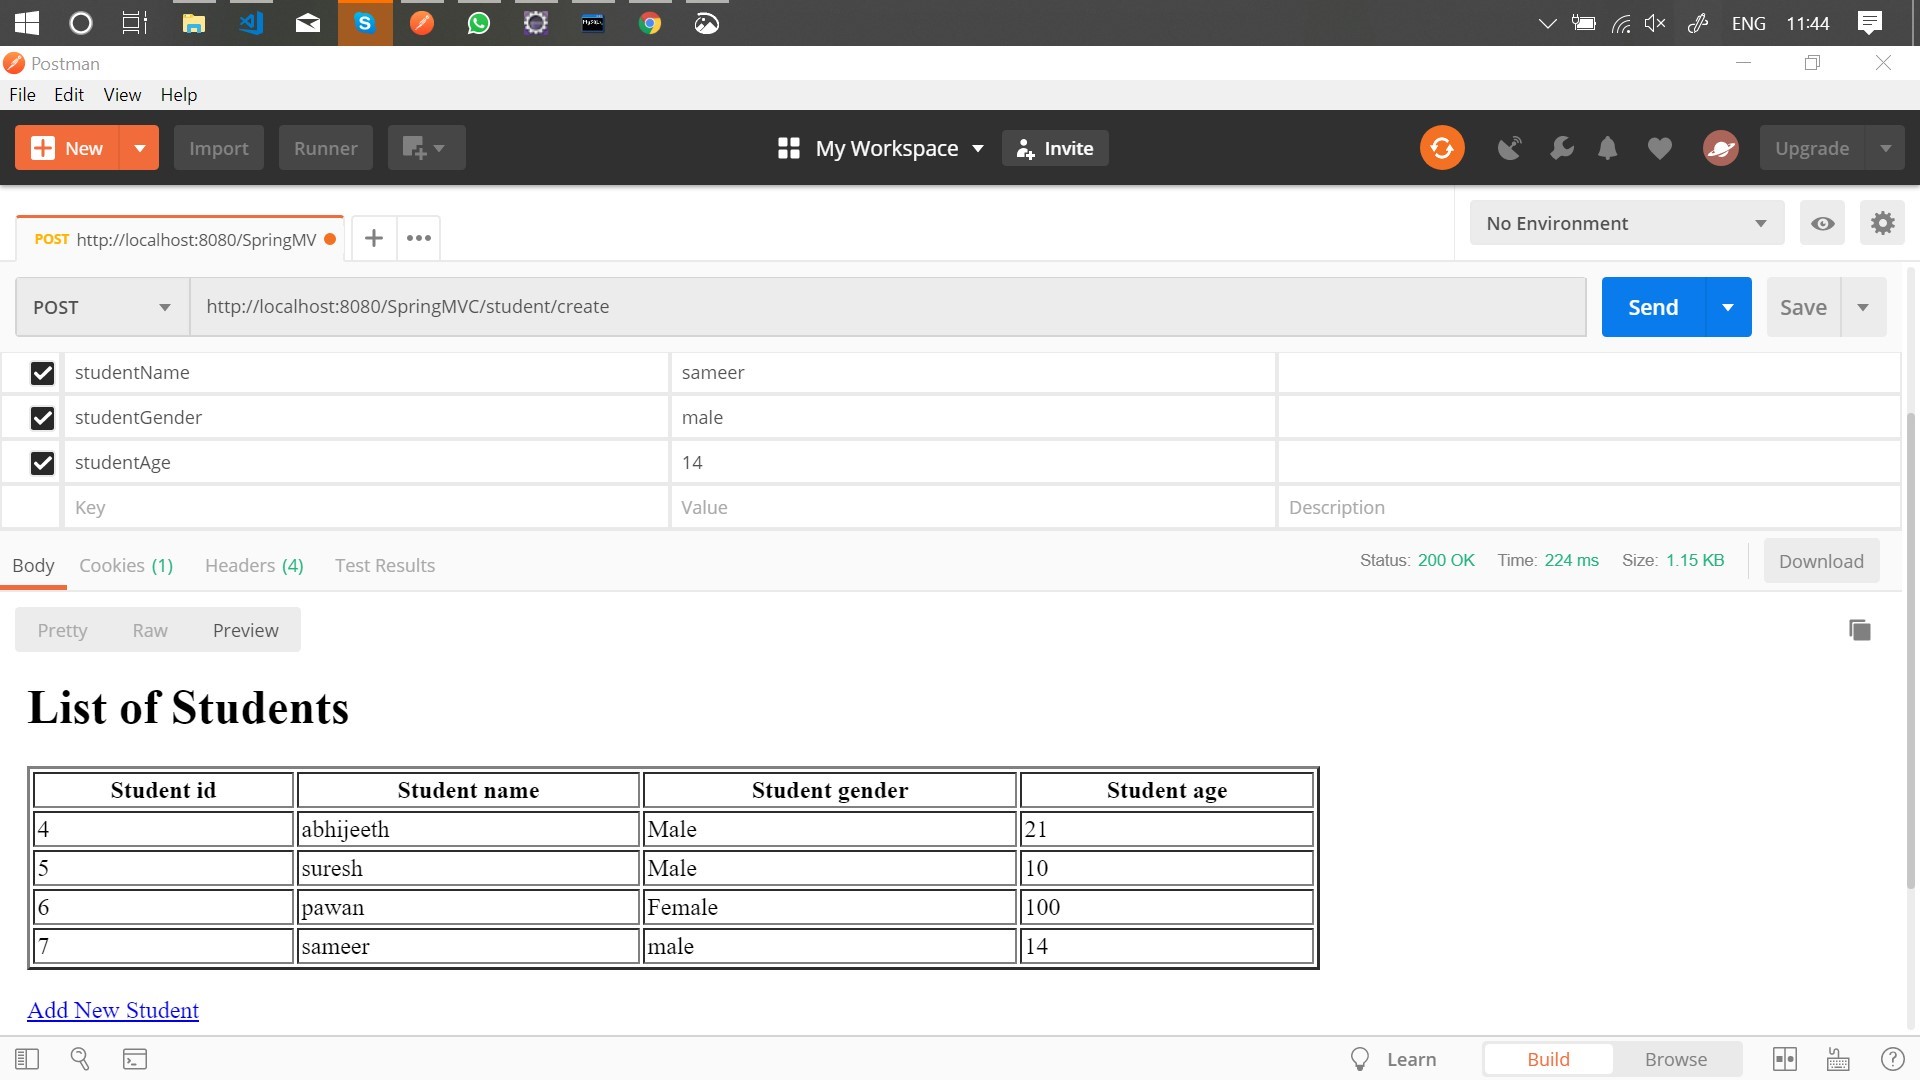 ENG 11:44
Postman
File Edit View Help
New Import Runner My Workspace Invite Upgrade
POST http://localhost:8080/SpringMV No Environment
POST http://localhost:8080/SpringMVC/student/create Send Save
studentName sameer
studentGender male
studentAge 14
Key Value Description
Body Cookies (1) Headers (4) Test Results Status: 200 OK Time: 224 ms Size: 1.15 KB Download
Pretty Raw Preview
List of Students
Student id Student name Student gender Student age
4 abhijeeth Male 21
5 suresh Male 10
6 pawan Female 100
7 sameer male 14
Add New Student
Learn Build Browse